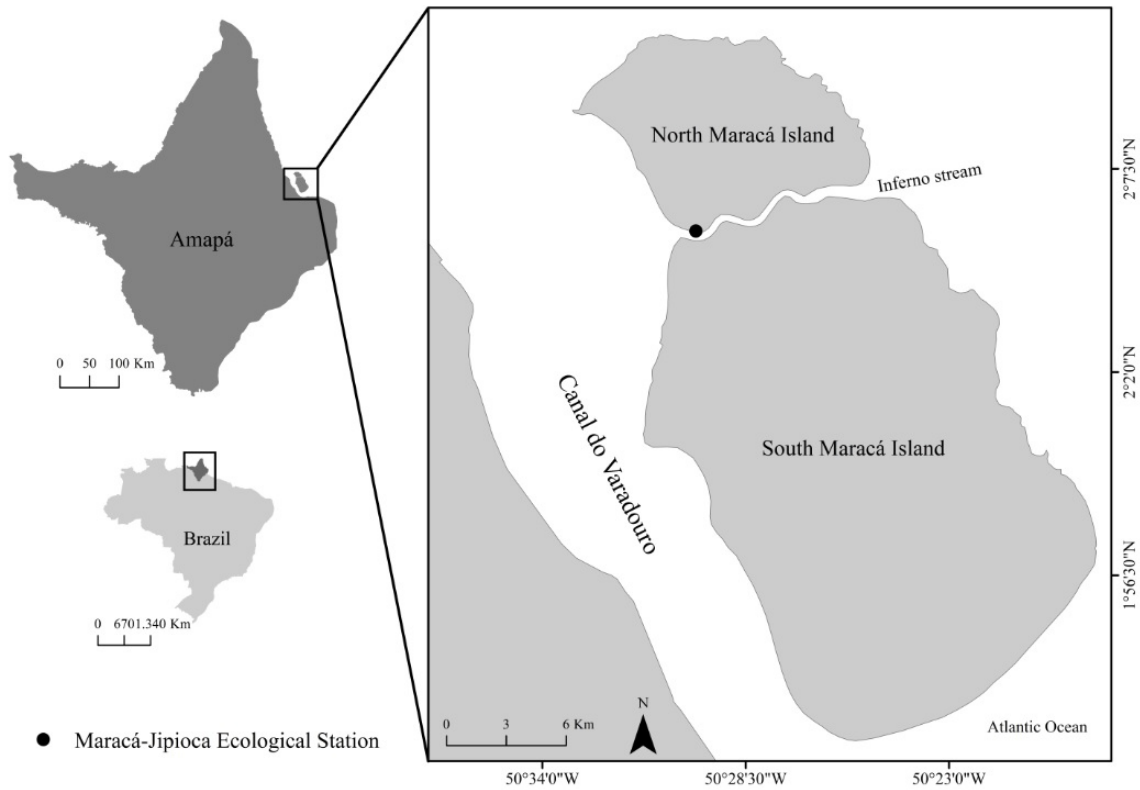 Amapá
0 50 100 Km
Brazil
0 6701.340 Km
Maracá-Jipioca Ecological Station
North Maracá Island
Inferno stream
Canal do Varadouro
South Maracá Island
N
0 3 6 Km
Atlantic Ocean
2°7'30"N
2°2'0"N
1°56'30"N
50°34'0"W
50°28'30"W
50°23'0"W